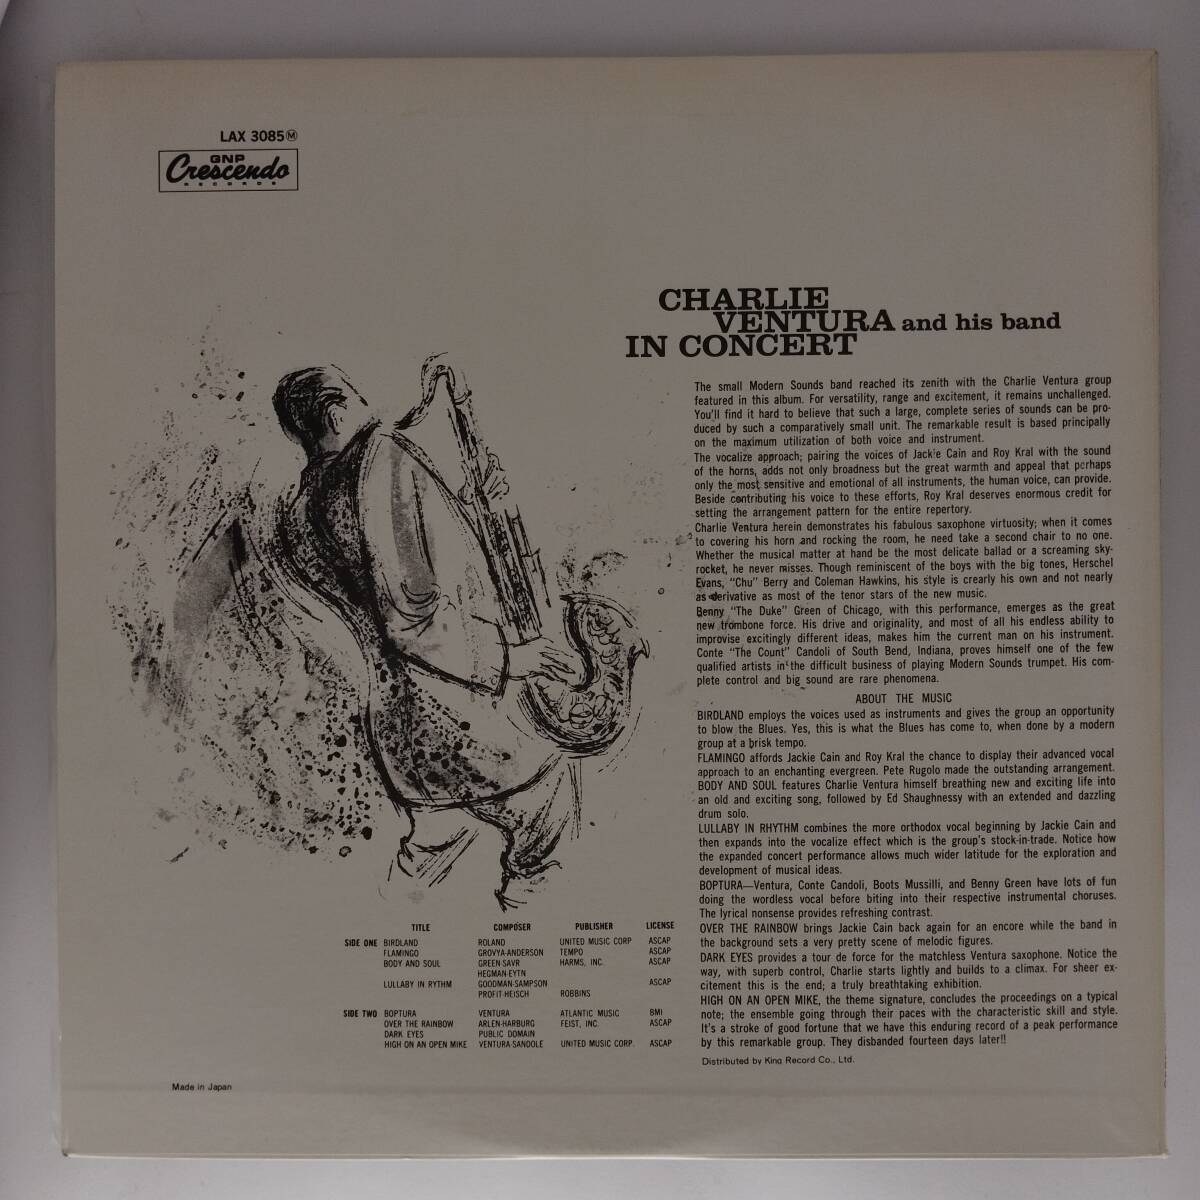 LAX 3085Ⓜ
GNP
Crescendo
RECORDS
CHARLIE
VENTURA and his band
IN CONCERT
The small Modern Sounds band reached its zenith with the Charlie Ventura group
featured in this album. For versatility, range and excitement, it remains unchallenged.
You'll find it hard to believe that such a large, complete series of sounds can be pro-
duced by such a comparatively small unit. The remarkable result is based principally
on the maximum utilization of both voice and instrument.
The vocalize approach; pairing the voices of Jackie Cain and Roy Kral with the sound
of the horns, adds not only broadness but the great warmth and appeal that perhaps
only the most sensitive and emotional of all instruments, the human voice, can provide.
Beside contributing his voice to these efforts, Roy Kral deserves enormous credit for
setting the arrangement pattern for the entire repertory.
Charlie Ventura herein demonstrates his fabulous saxophone virtuosity; when it comes
to covering his horn and rocking the room, he need take a second chair to no one.
Whether the musical matter at hand be the most delicate ballad or a screaming sky-
rocket, he never misses. Though reminiscent of the boys with the big tones, Herschel
Evans, "Chu" Berry and Coleman Hawkins, his style is crearly his own and not nearly
as derivative as most of the tenor stars of the new music.
Benny "The Duke" Green of Chicago, with this performance, emerges as the great
new trombone force. His drive and originality, and most of all his endless ability to
improvise excitingly different ideas, makes him the current man on his instrument.
Conte "The Count" Candoli of South Bend, Indiana, proves himself one of the few
qualified artists in the difficult business of playing Modern Sounds trumpet. His com-
plete control and big sound are rare phenomena.
ABOUT THE MUSIC
BIRDLAND employs the voices used as instruments and gives the group an opportunity
to blow the Blues. Yes, this is what the Blues has come to, when done by a modern
group at a brisk tempo.
FLAMINGO affords Jackie Cain and Roy Kral the chance to display their advanced vocal
approach to an enchanting evergreen. Pete Rugolo made the outstanding arrangement.
BODY AND SOUL features Charlie Ventura himself breathing new and exciting life into
an old and exciting song, followed by Ed Shaughnessy with an extended and dazzling
drum solo.
LULLABY IN RHYTHM combines the more orthodox vocal beginning by Jackie Cain and
then expands into the vocalize effect which is the group's stock-in-trade. Notice how
the expanded concert performance allows much wider latitude for the exploration and
development of musical ideas.
BOPTURA—Ventura, Conte Candoli, Boots Mussilli, and Benny Green have lots of fun
doing the wordless vocal before biting into their respective instrumental choruses.
The lyrical nonsense provides refreshing contrast.
OVER THE RAINBOW brings Jackie Cain back again for an encore while the band in
the background sets a very pretty scene of melodic figures.
DARK EYES provides a tour de force for the matchless Ventura saxophone. Notice the
way, with superb control, Charlie starts lightly and builds to a climax. For sheer ex-
citement this is the end; a truly breathtaking exhibition.
HIGH ON AN OPEN MIKE, the theme signature, concludes the proceedings on a typical
note; the ensemble going through their paces with the characteristic skill and style.
It's a stroke of good fortune that we have this enduring record of a peak performance
by this remarkable group. They disbanded fourteen days later!!
Distributed by King Record Co., Ltd.
TITLE COMPOSER PUBLISHER LICENSE
SIDE ONE BIRDLAND ROLAND UNITED MUSIC CORP ASCAP
FLAMINGO GROVYA-ANDERSON TEMPO ASCAP
BODY AND SOUL GREEN-SAVR HARMS, INC. ASCAP
HEGMAN-EYTN
LULLABY IN RYTHM GOODMAN-SAMPSON ASCAP
PROFIT-HEISCH ROBBINS
SIDE TWO BOPTURA VENTURA ATLANTIC MUSIC BMI
OVER THE RAINBOW ARLEN-HARBURG FEIST, INC. ASCAP
DARK EYES PUBLIC DOMAIN
HIGH ON AN OPEN MIKE VENTURA-SANDOLE UNITED MUSIC CORP. ASCAP
Made in Japan